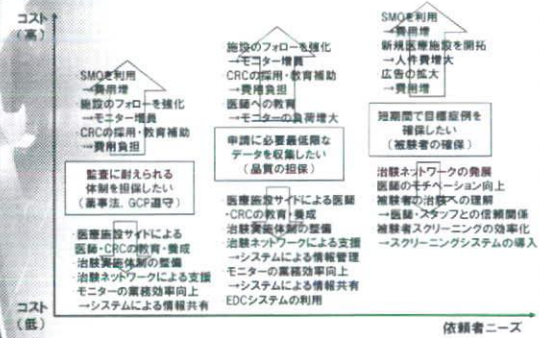 コスト
(高)
SMOを利用
→費用増
施設のフォローを強化
→モニター増員
CRCの採用・教育補助
→費用負担
監査に耐えられる
体制を担保したい
(薬事法、GCP遵守)
・医療施設サイドによる
医師・CRCの教育・養成
・治験実施体制の整備
・治験ネットワークによる支援
・モニターの業務効率向上
→システムによる情報共有
施設のフォローを強化
→モニター増員
CRCの採用・教育補助
→費用負担
医師への教育
→モニターの負荷増大
申請に必要最低限な
データを収集したい
(品質の担保)
・医療施設サイドによる医師
・CRCの教育・養成
・治験実施体制の整備
・治験ネットワークによる支援
→システムによる情報管理
・モニターの業務効率向上
→システムによる情報共有
・EDCシステムの利用
SMOを利用
→費用増
新規医療施設を開拓
→人件費増大
広告の拡大
→費用増
短期間で目標症例を
確保したい
(被験者の確保)
治験ネットワークの発展
医師のモチベーション向上
被験者の治験への理解
→医師・スタッフとの信頼関係
被験者スクリーニングの効率化
→スクリーニングシステムの導入
コスト
(低)
依頼者ニーズ